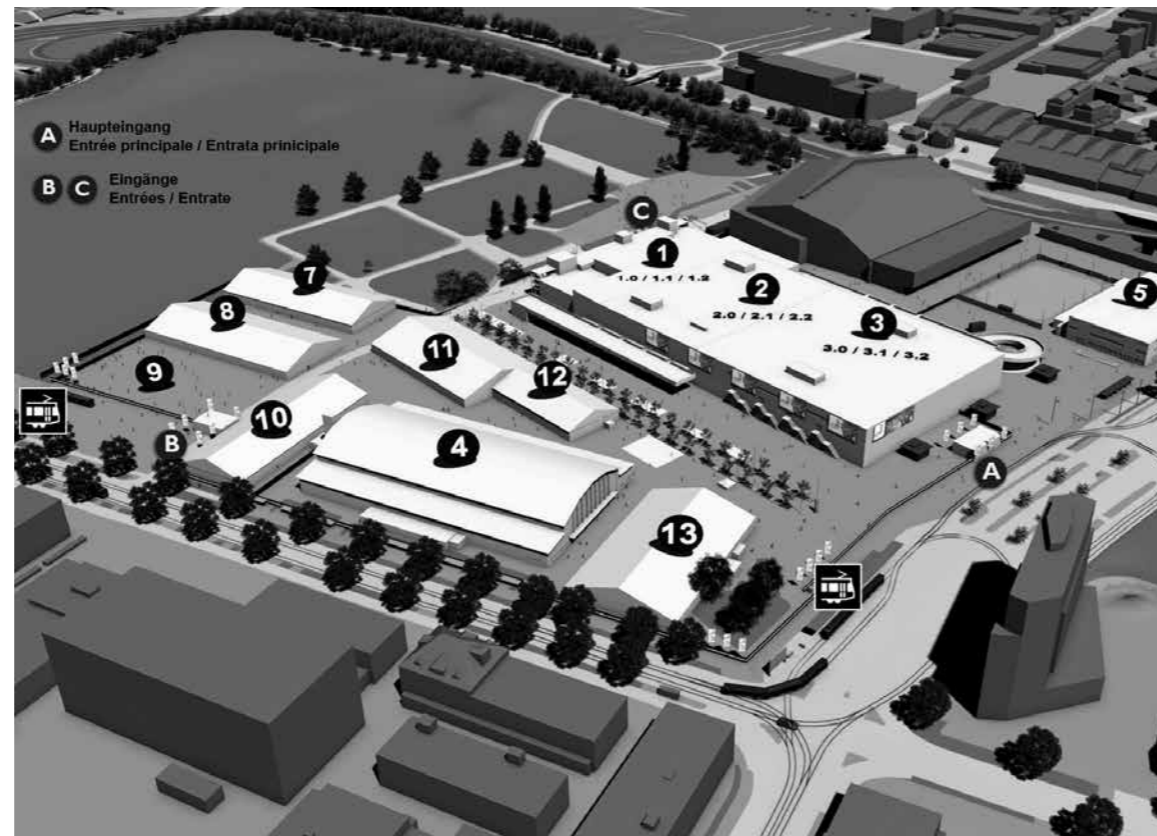 A Haupteingang
Entrée principale / Entrata prinicipale
B C Eingänge
Entrées / Entrate
C
1
1.0 / 1.1 / 1.2
2
2.0 / 2.1 / 2.2
3
3.0 / 3.1 / 3.2
5
7
8
9
11
12
10
B
4
A
13